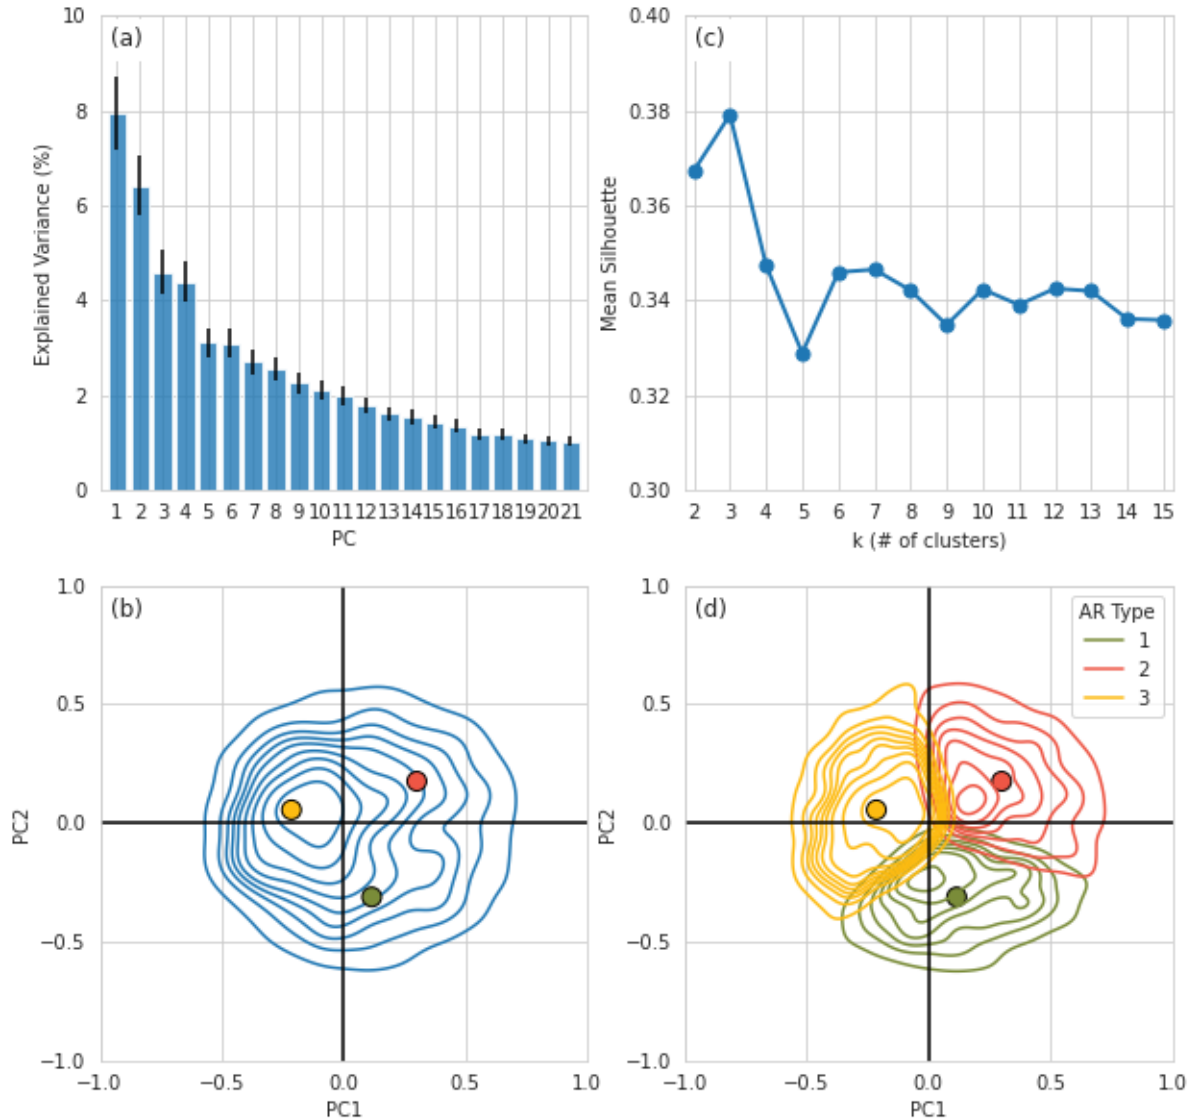 (a)
10
8
6
4
2
0
Explained Variance (%)
1 2 3 4 5 6 7 8 9 10 11 12 13 14 15 16 17 18 19 20 21
PC
(c)
0.40
0.38
0.36
0.34
0.32
0.30
Mean Silhouette
2 3 4 5 6 7 8 9 10 11 12 13 14 15
k (# of clusters)
(b)
1.0
0.5
0.0
−0.5
−1.0
PC2
−1.0 −0.5 0.0 0.5 1.0
PC1
(d)
AR Type
1
2
3
1.0
0.5
0.0
−0.5
−1.0
PC2
−1.0 −0.5 0.0 0.5 1.0
PC1